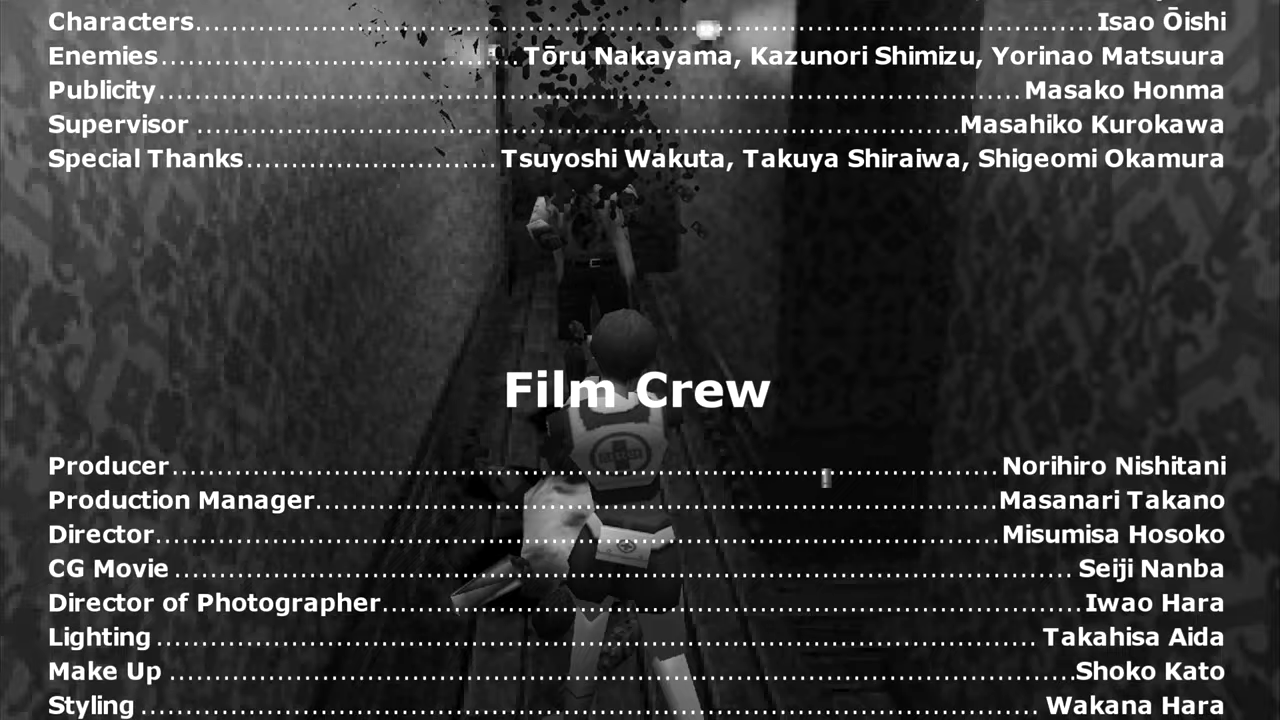 Characters........................................................................................Isao Ōishi
Enemies...................................Tōru Nakayama, Kazunori Shimizu, Yorinao Matsuura
Publicity..................................................................................Masako Honma
Supervisor ..........................................................................Masahiko Kurokawa
Special Thanks........................Tsuyoshi Wakuta, Takuya Shiraiwa, Shigeomi Okamura
Film Crew
Producer................................................................................Norihiro Nishitani
Production Manager..................................................................Masanari Takano
Director.................................................................................Misumisa Hosoko
CG Movie ......................................................................................Seiji Nanba
Director of Photographer....................................................................Iwao Hara
Lighting .....................................................................................Takahisa Aida
Make Up .......................................................................................Shoko Kato
Styling .......................................................................................Wakana Hara